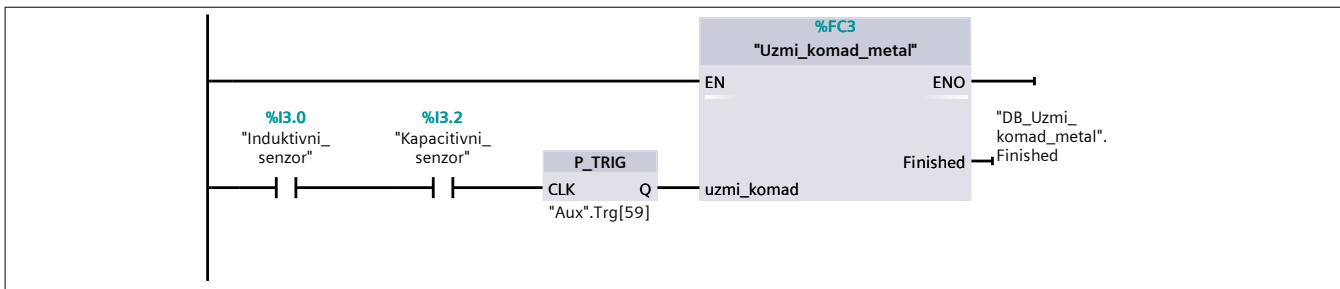 %FC3
"Uzmi_komad_metal"
EN
ENO
%I3.0
"Induktivni_
senzor"
%I3.2
"Kapacitivni_
senzor"
P_TRIG
CLK
Q
"Aux".Trg[59]
uzmi_komad
Finished
"DB_Uzmi_
komad_metal".
Finished